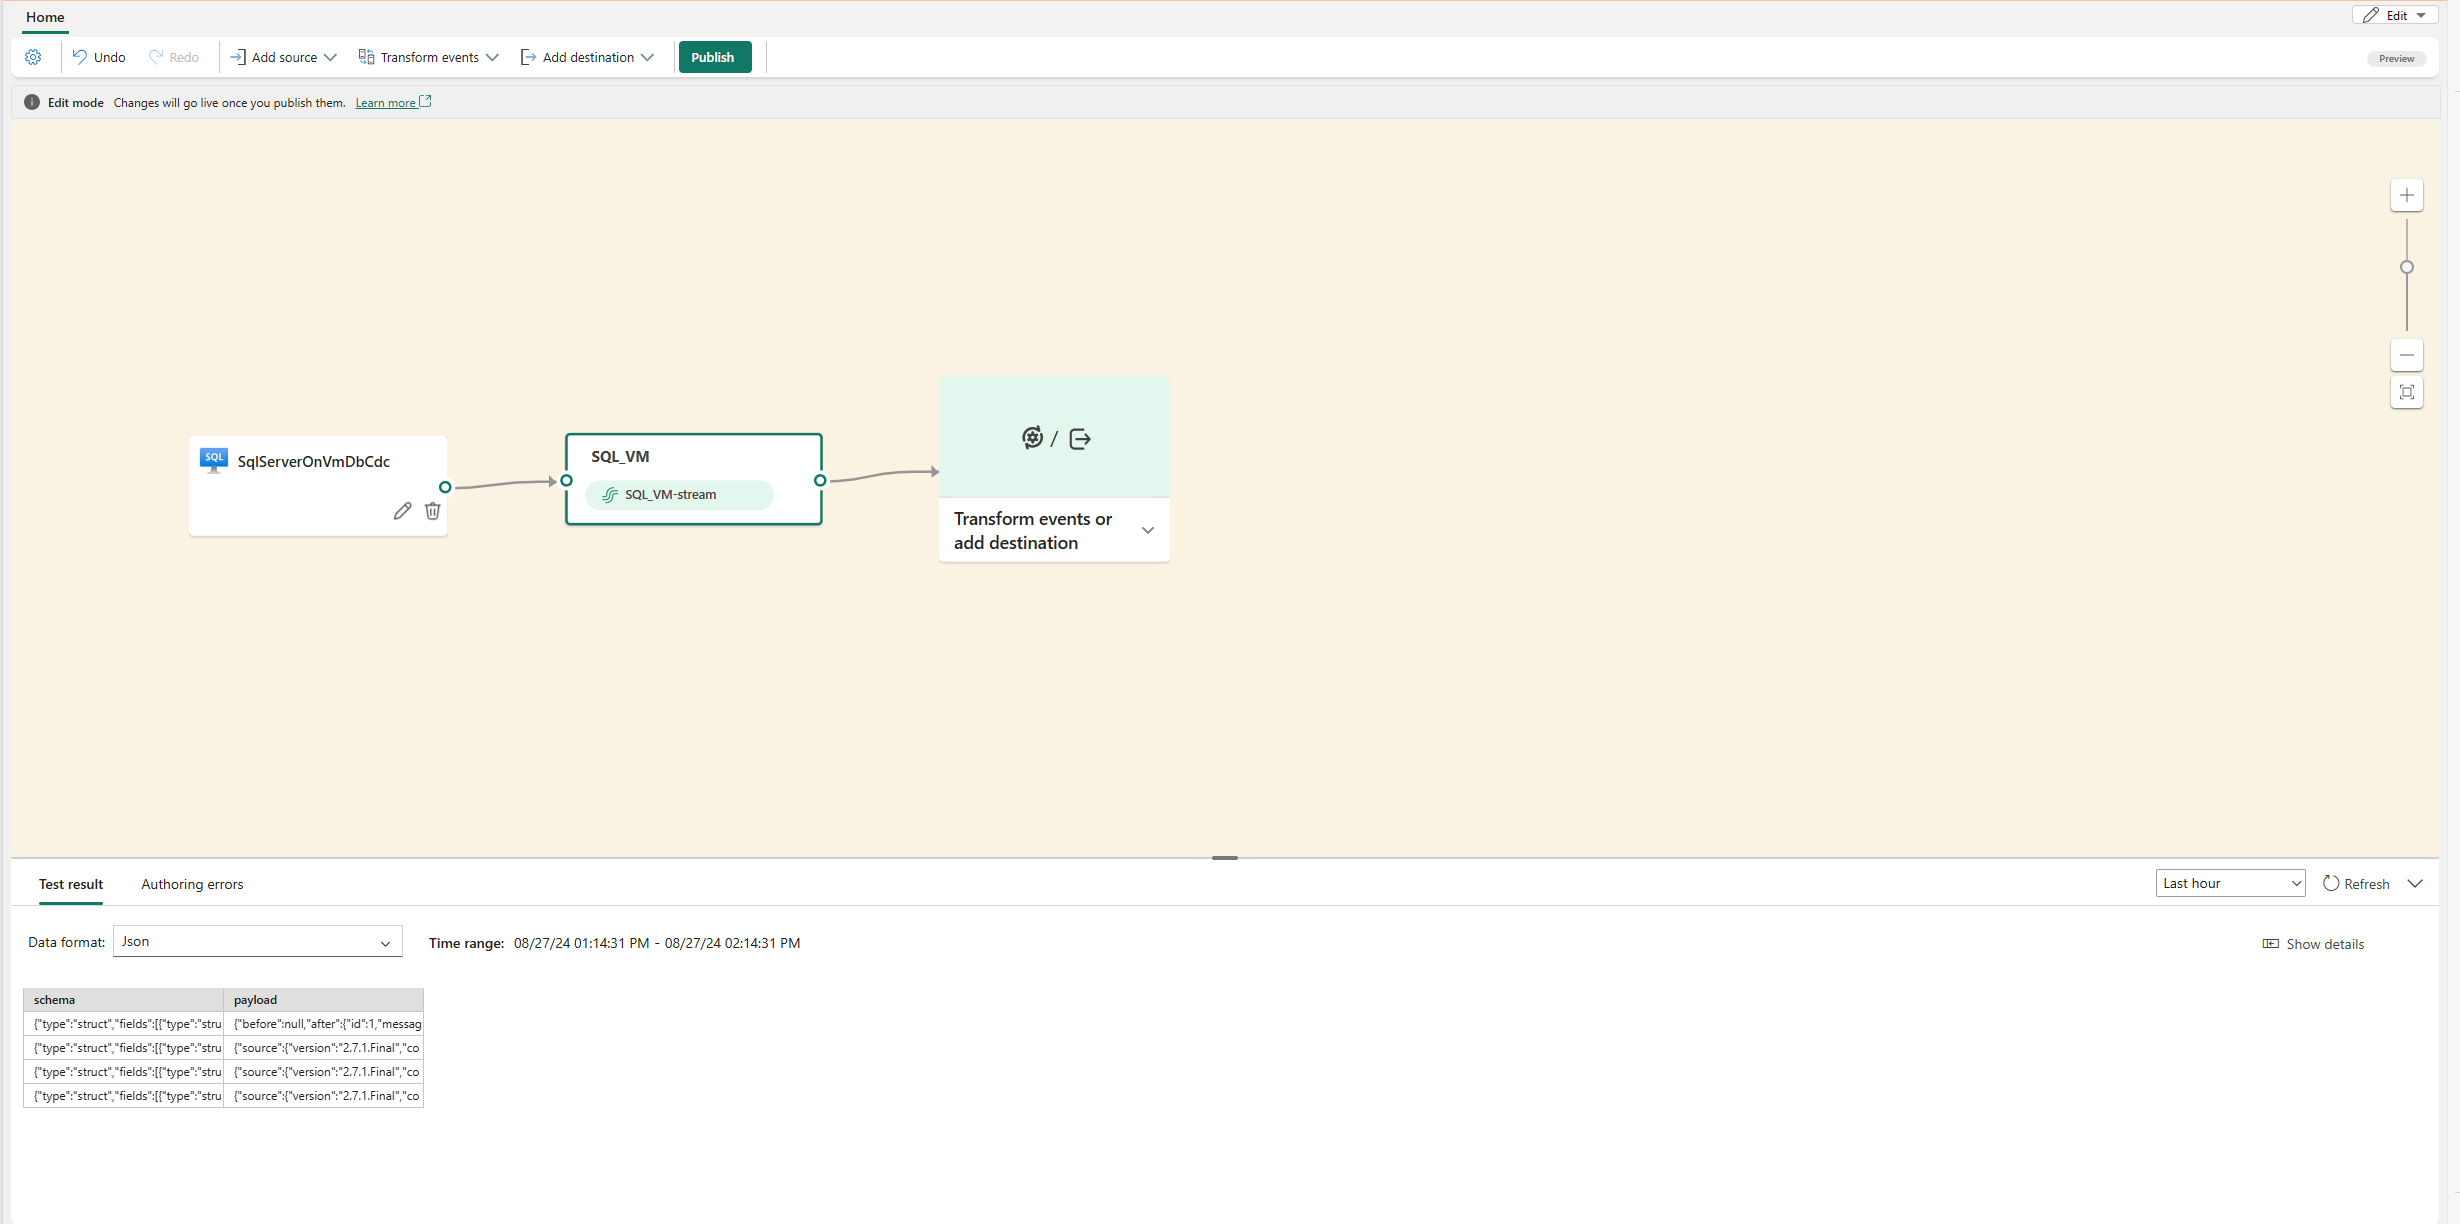 Home
Edit
Undo
Redo
Add source
Transform events
Add destination
Publish
Preview
Edit mode Changes will go live once you publish them. Learn more
SQL SqlServerOnVmDbCdc
SQL_VM
SQL_VM-stream
/
Transform events or
add destination
Test result
Authoring errors
Last hour
Refresh
Data format: Json
Time range: 08/27/24 01:14:31 PM - 08/27/24 02:14:31 PM
Show details
schema payload
{"type":"struct","fields":[{"type":"stru {"before":null,"after":{"id":1,"messag
{"type":"struct","fields":[{"type":"stru {"source":{"version":"2.7.1.Final","co
{"type":"struct","fields":[{"type":"stru {"source":{"version":"2.7.1.Final","co
{"type":"struct","fields":[{"type":"stru {"source":{"version":"2.7.1.Final","co